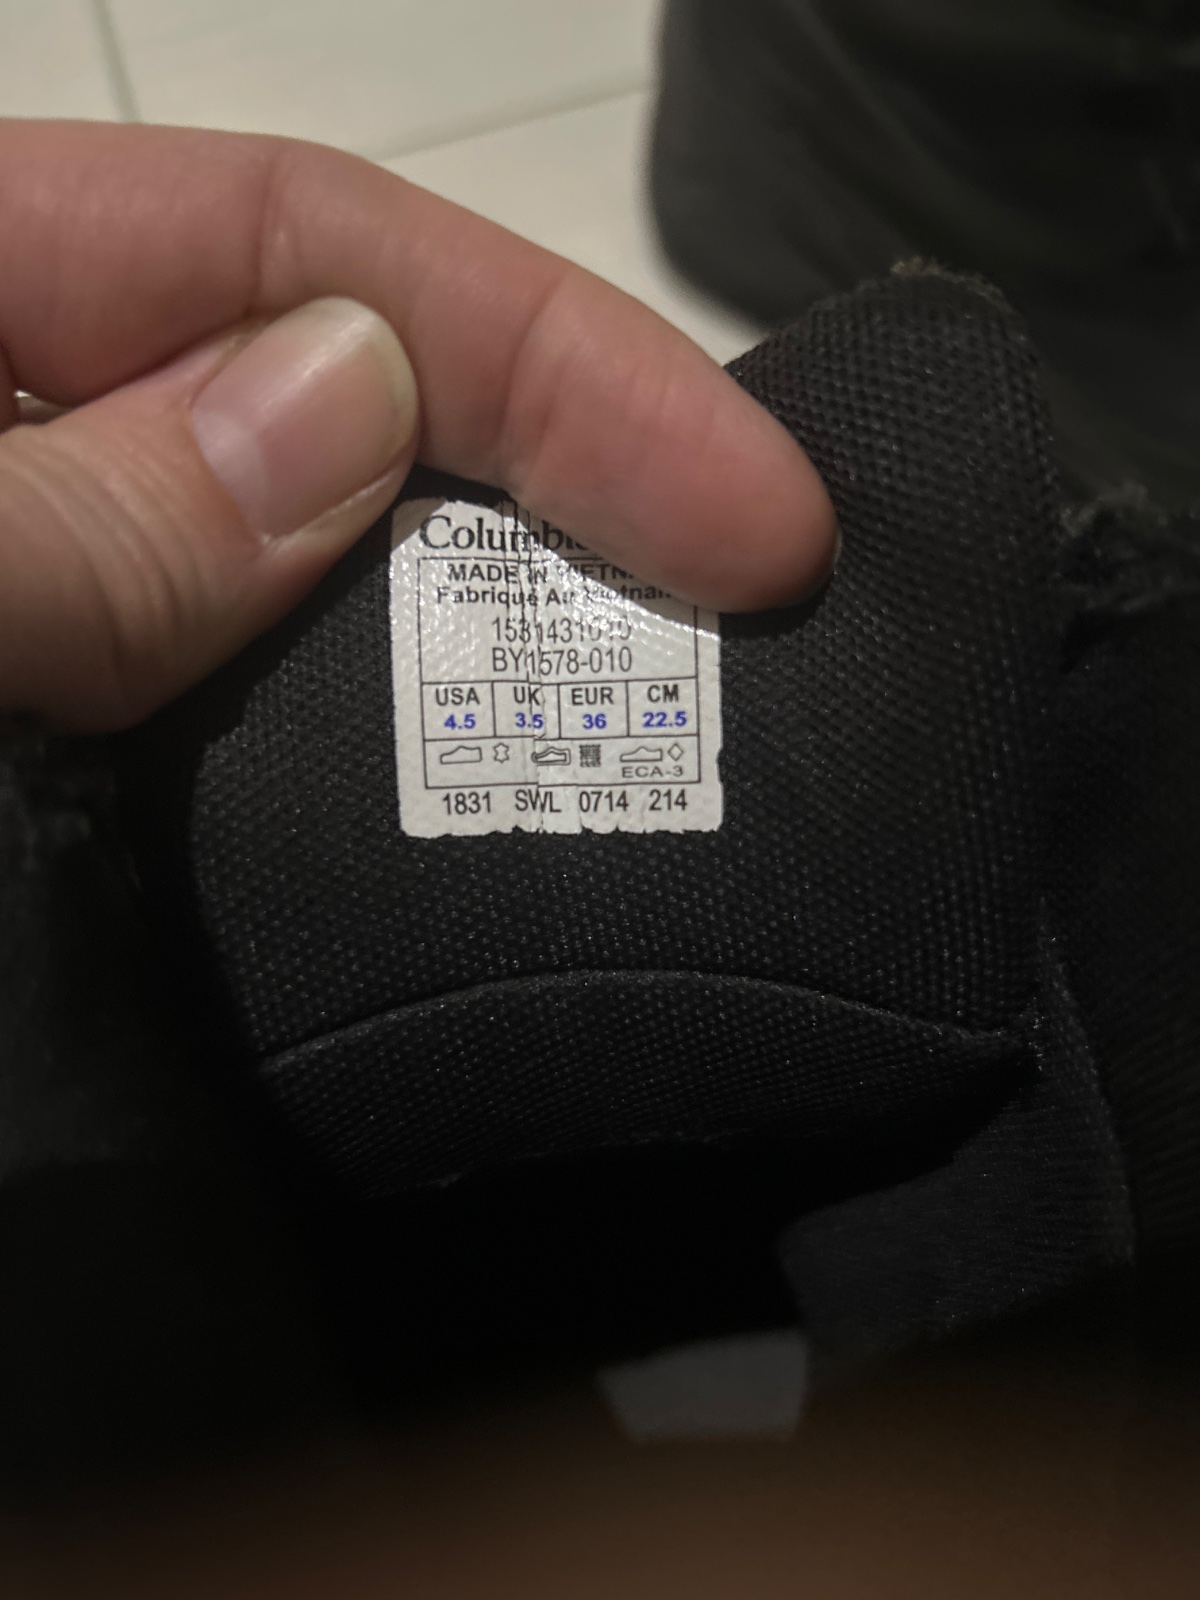 MADE IN
Fabriqué Au
BY1578-010
USA UK EUR CM
4.5 3.5 36 22.5
ECA-3
1831 SWL 0714 214